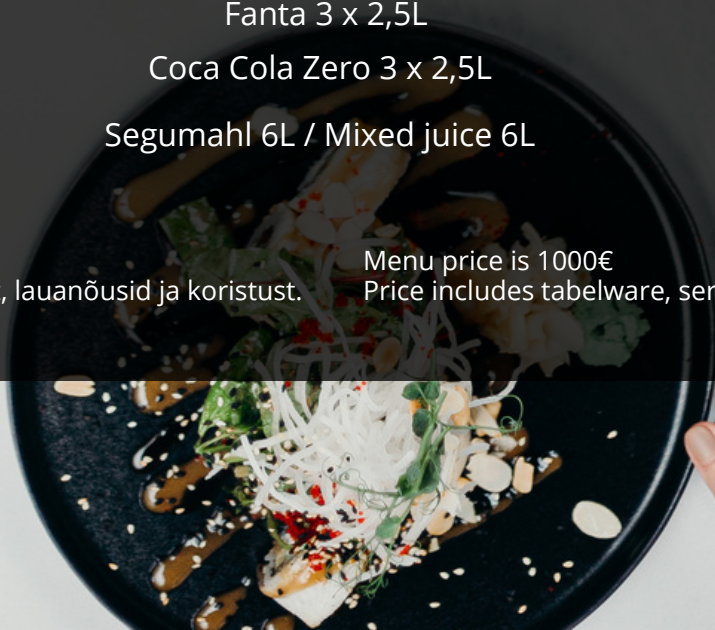 Fanta 3 x 2,5L
Coca Cola Zero 3 x 2,5L
Segumahl 6L / Mixed juice 6L
, lauanõusid ja koristust.
Menu price is 1000€
Price includes tabelware, ser